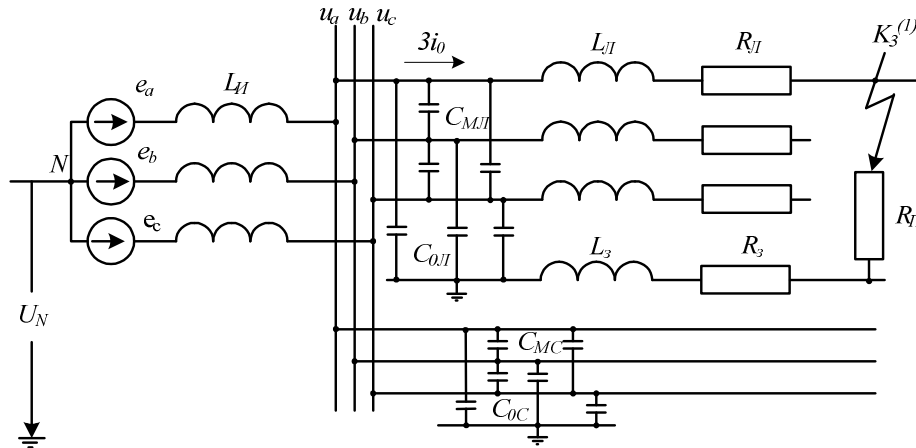 u_a u_b u_c
3i_0
L_Л
R_Л
K_З^(1)
e_a
L_И
C_МЛ
N
e_b
e_c
R_П
C_0Л
L_з
R_з
U_N
C_МС
C_0С